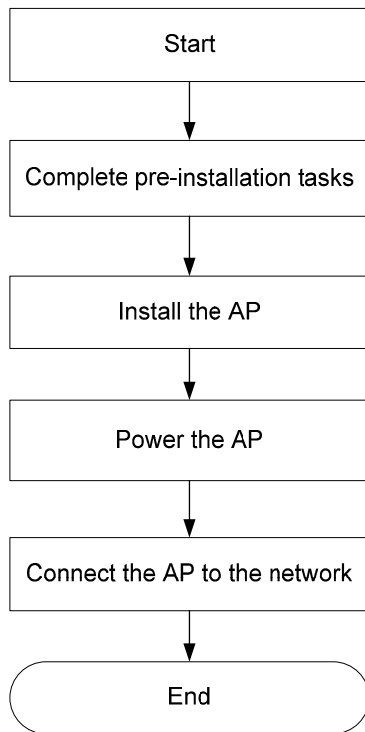 Start
Complete pre-installation tasks
Install the AP
Power the AP
Connect the AP to the network
End